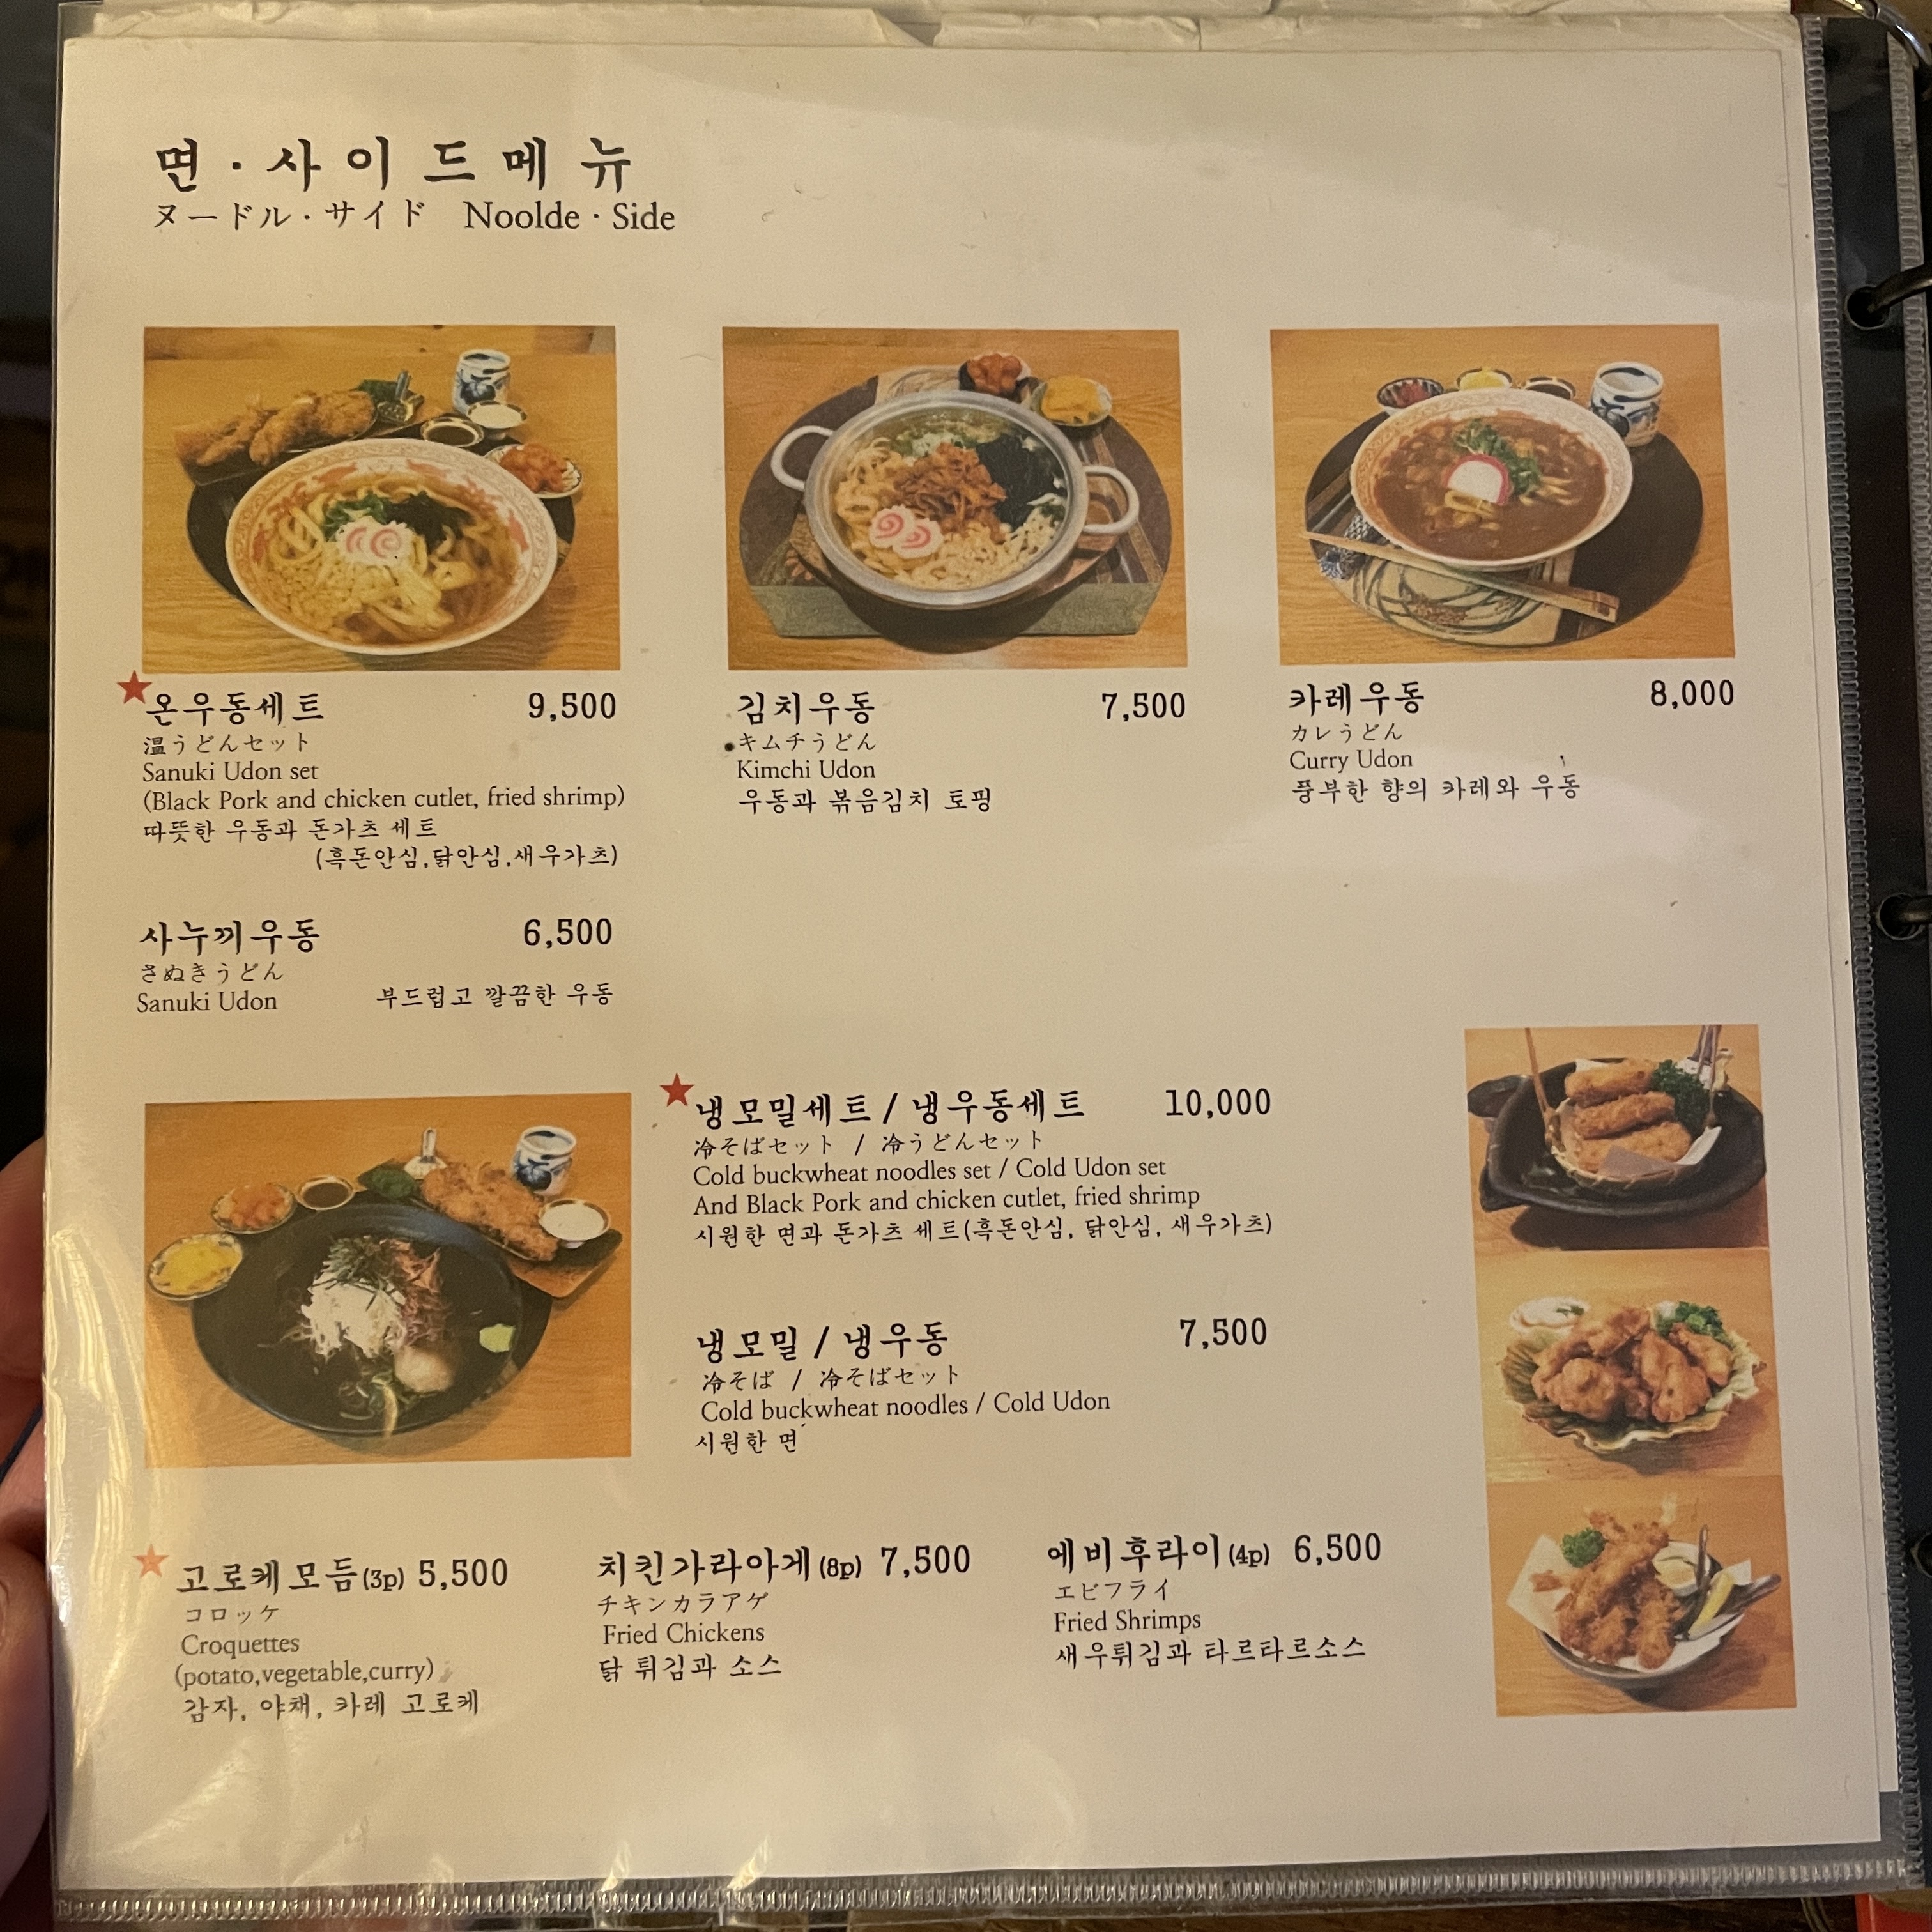 면·사이드메뉴
ヌードル·サイド Noolde · Side
온우동세트 9,500
温うどんセット
Sanuki Udon set
(Black Pork and chicken cutlet, fried shrimp)
따뜻한 우동과 돈가츠 세트
(흑돈안심,닭안심,새우가츠)
김치우동 7,500
キムチうどん
Kimchi Udon
우동과 볶음김치 토핑
카레우동 8,000
カレうどん
Curry Udon
풍부한 향의 카레와 우동
사누끼우동 6,500
さぬきうどん
Sanuki Udon 부드럽고 깔끔한 우동
냉모밀세트 / 냉우동세트 10,000
冷そばセット / 冷うどんセット
Cold buckwheat noodles set / Cold Udon set
And Black Pork and chicken cutlet, fried shrimp
시원한 면과 돈가츠 세트(흑돈안심, 닭안심, 새우가츠)
냉모밀 / 냉우동 7,500
冷そば / 冷そばセット
Cold buckwheat noodles / Cold Udon
시원한 면
고로케모듬(3p) 5,500
コロッケ
Croquettes
(potato,vegetable,curry)
감자, 야채, 카레 고로케
치킨가라아게(8p) 7,500
チキンカラアゲ
Fried Chickens
닭 튀김과 소스
에비후라이(4p) 6,500
エビフライ
Fried Shrimps
새우튀김과 타르타르소스